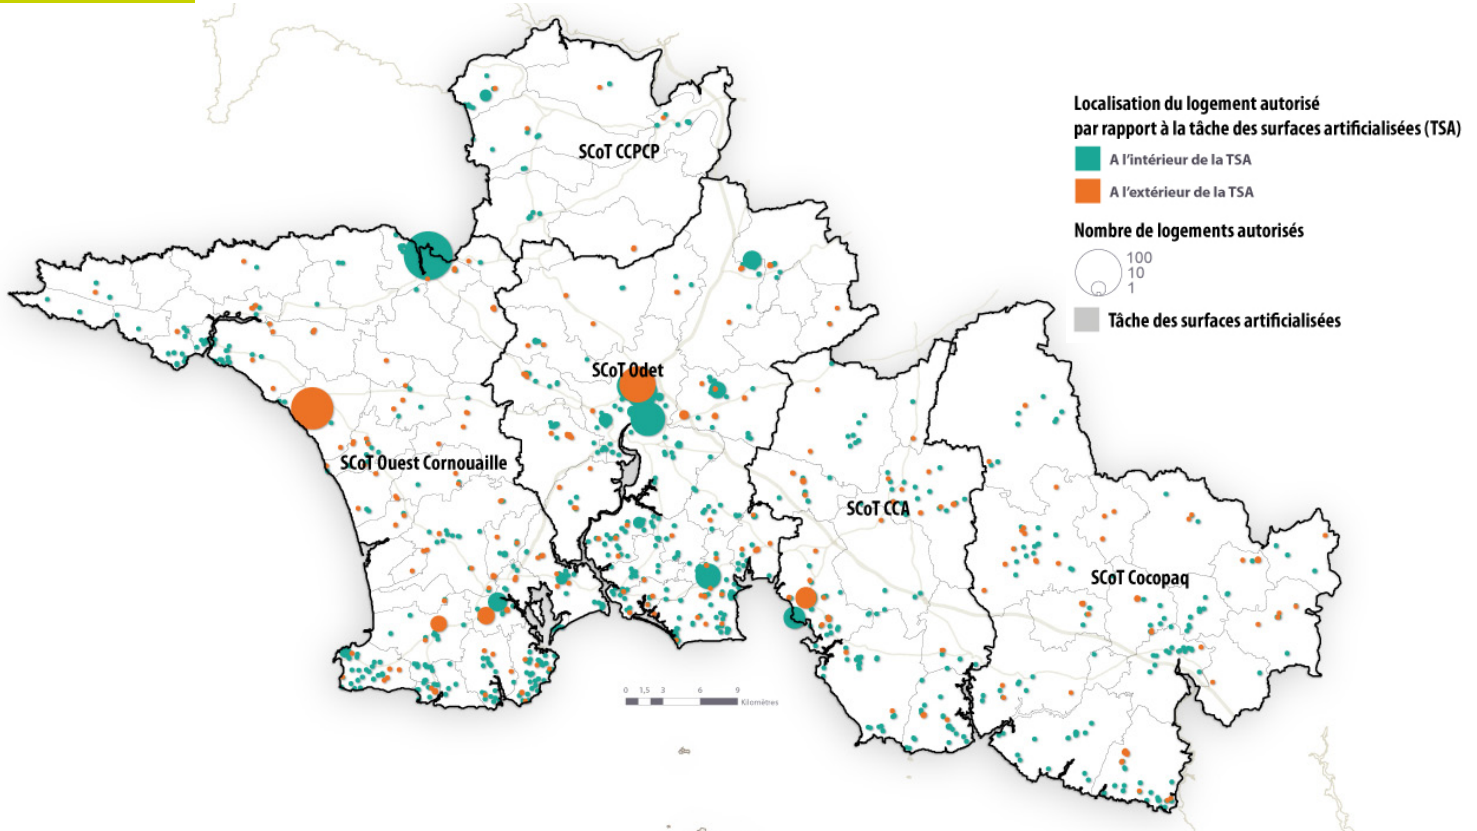 Localisation du logement autorisé
par rapport à la tâche des surfaces artificialisées (TSA)
A l'intérieur de la TSA
A l'extérieur de la TSA
Nombre de logements autorisés
100
10
1
Tâche des surfaces artificialisées
SCoT CCPCP
SCoT Odet
SCoT Ouest Cornouaille
SCoT CCA
SCoT Cocopaq
0 1,5 3 6 9
Kilomètres